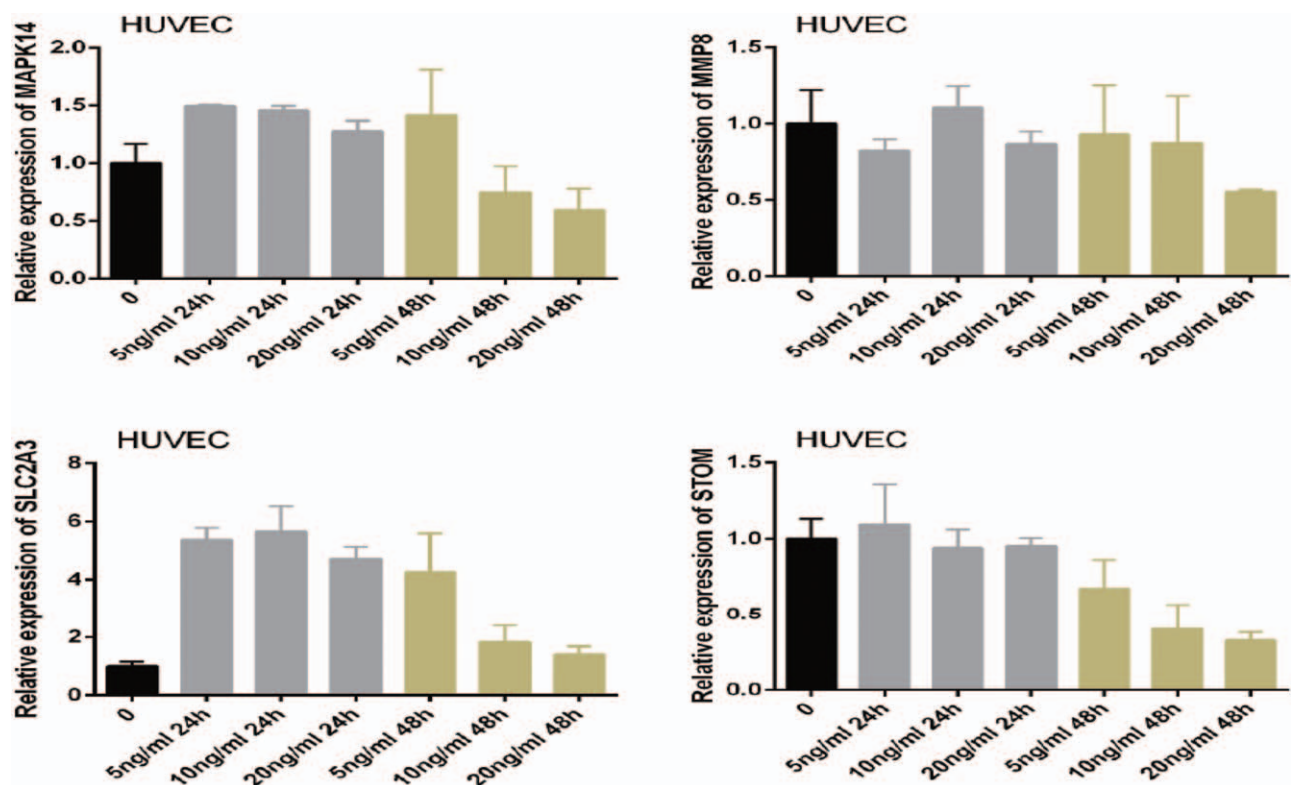 HUVEC
Relative expression of MAPK14
2.0
1.5
1.0
0.5
0.0
0
5ng/ml 24h
10ng/ml 24h
20ng/ml 24h
5ng/ml 48h
10ng/ml 48h
20ng/ml 48h
HUVEC
Relative expression of MMP8
1.5
1.0
0.5
0.0
0
5ng/ml 24h
10ng/ml 24h
20ng/ml 24h
5ng/ml 48h
10ng/ml 48h
20ng/ml 48h
HUVEC
Relative expression of SLC2A3
8
6
4
2
0
0
5ng/ml 24h
10ng/ml 24h
20ng/ml 24h
5ng/ml 48h
10ng/ml 48h
20ng/ml 48h
HUVEC
Relative expression of STOM
1.5
1.0
0.5
0.0
0
5ng/ml 24h
10ng/ml 24h
20ng/ml 24h
5ng/ml 48h
10ng/ml 48h
20ng/ml 48h